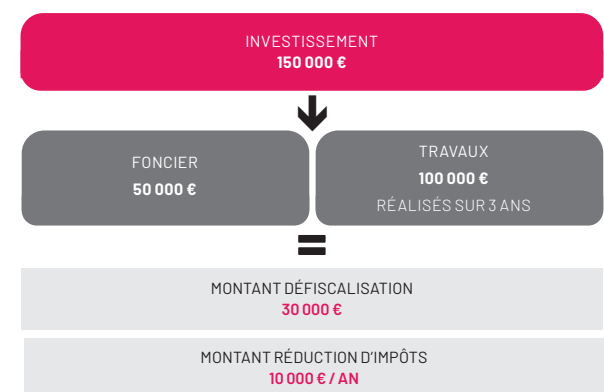 INVESTISSEMENT
150 000 €
FONCIER
50 000 €
TRAVAUX
100 000 €
RÉALISÉS SUR 3 ANS
=
MONTANT DÉFISCALISATION
30 000 €
MONTANT RÉDUCTION D'IMPÔTS
10 000 € / AN